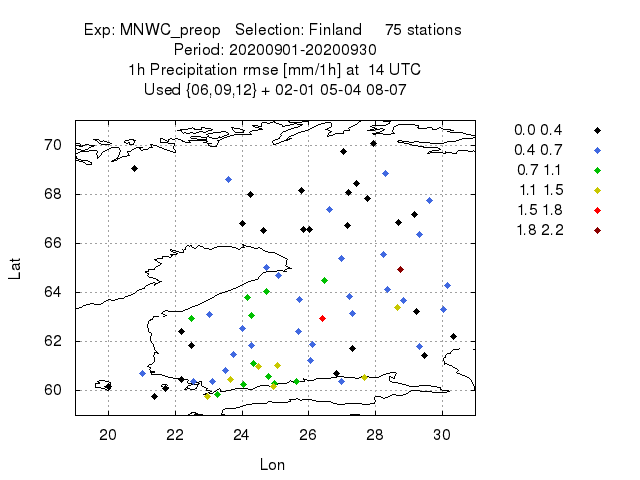 Exp: MNWC_preop Selection: Finland 75 stations
Period: 20200901-20200930
1h Precipitation rmse [mm/1h] at 14 UTC
Used {06,09,12} + 02-01 05-04 08-07
0.0 0.4
0.4 0.7
0.7 1.1
1.1 1.5
1.5 1.8
1.8 2.2
70
68
66
64
62
60
Lat
20 22 24 26 28 30
Lon